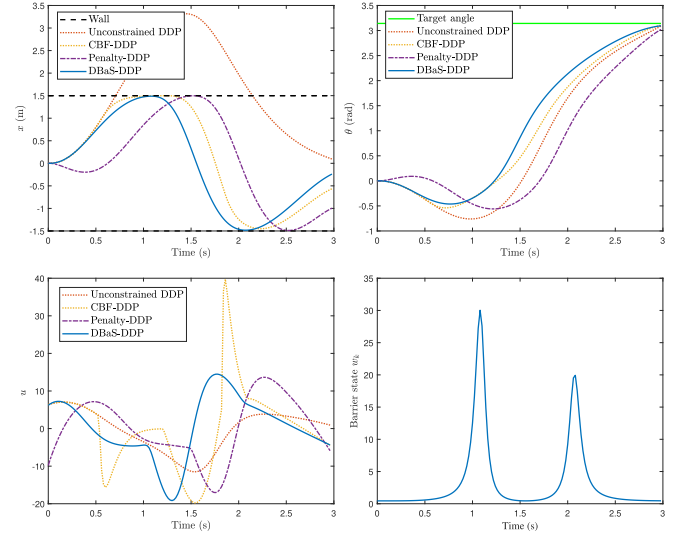 3.5
3
2.5
2
1.5
1
0.5
0
-0.5
-1
-1.5
x (m)
Wall
Unconstrained DDP
CBF-DDP
Penalty-DDP
DBaS-DDP
0 0.5 1 1.5 2 2.5 3
Time (s)
3.5
3
2.5
2
1.5
1
0.5
0
-0.5
-1
θ (rad)
Target angle
Unconstrained DDP
CBF-DDP
Penalty-DDP
DBaS-DDP
0 0.5 1 1.5 2 2.5 3
Time (s)
40
30
20
10
0
-10
-20
u
Unconstrained DDP
CBF-DDP
Penalty-DDP
DBaS-DDP
0 0.5 1 1.5 2 2.5 3
Time (s)
35
30
25
20
15
10
5
0
Barrier state wₖ
0 0.5 1 1.5 2 2.5 3
Time (s)